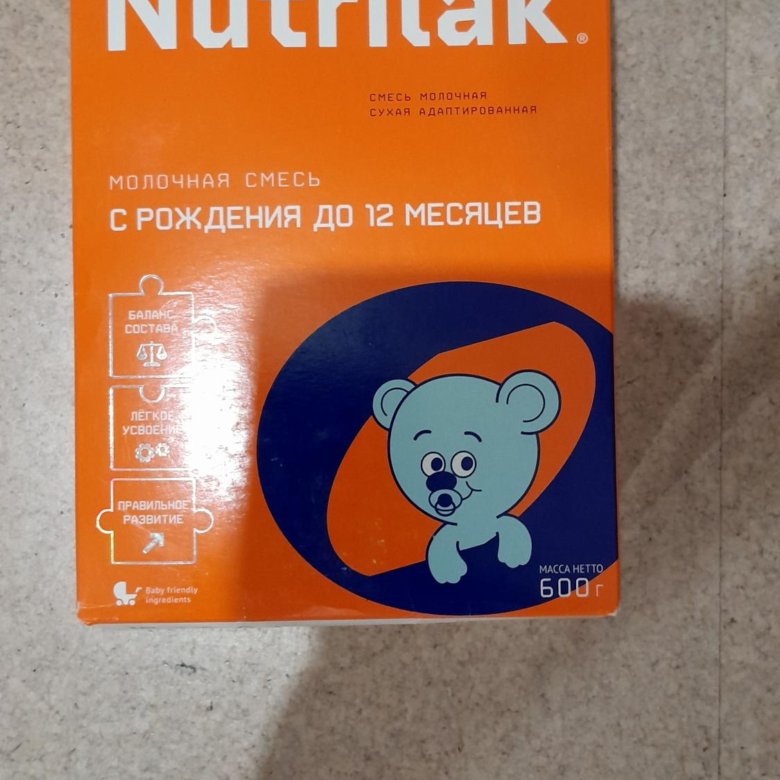 Nutrilak®
СМЕСЬ МОЛОЧНАЯ
СУХАЯ АДАПТИРОВАННАЯ
МОЛОЧНАЯ СМЕСЬ
С РОЖДЕНИЯ ДО 12 МЕСЯЦЕВ
БАЛАНС
СОСТАВА
ЛЁГКОЕ
УСВОЕНИЕ
ПРАВИЛЬНОЕ
РАЗВИТИЕ
Baby friendly
ingredients
МАССА НЕТТО
600 г